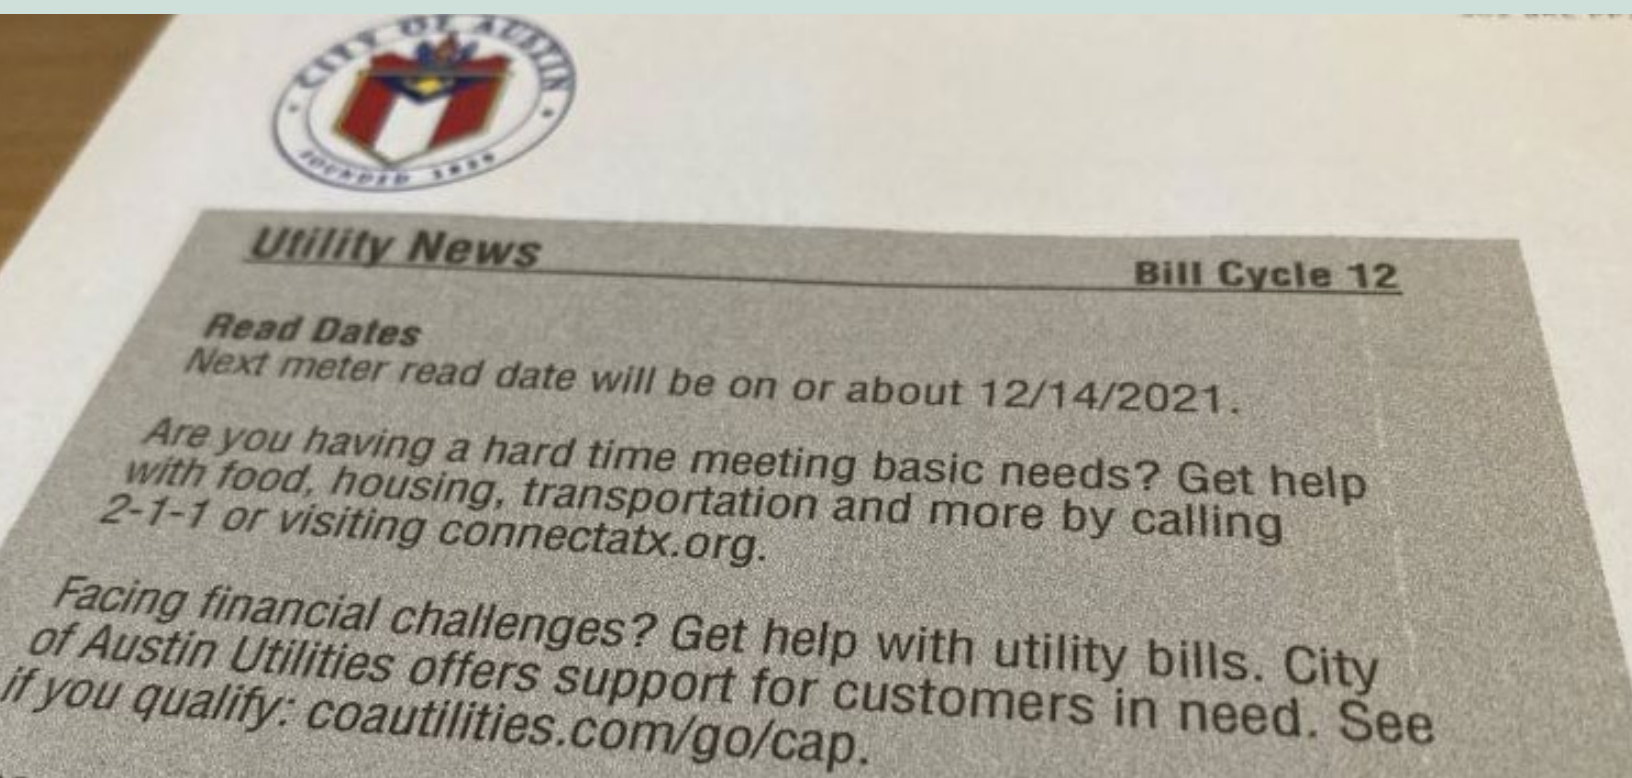 CITY OF AUSTIN
FOUNDED 1839
Utility News
Bill Cycle 12
Read Dates
Next meter read date will be on or about 12/14/2021.
Are you having a hard time meeting basic needs? Get help
with food, housing, transportation and more by calling
2-1-1 or visiting connectatx.org.
Facing financial challenges? Get help with utility bills. City
of Austin Utilities offers support for customers in need. See
if you qualify: coautilities.com/go/cap.